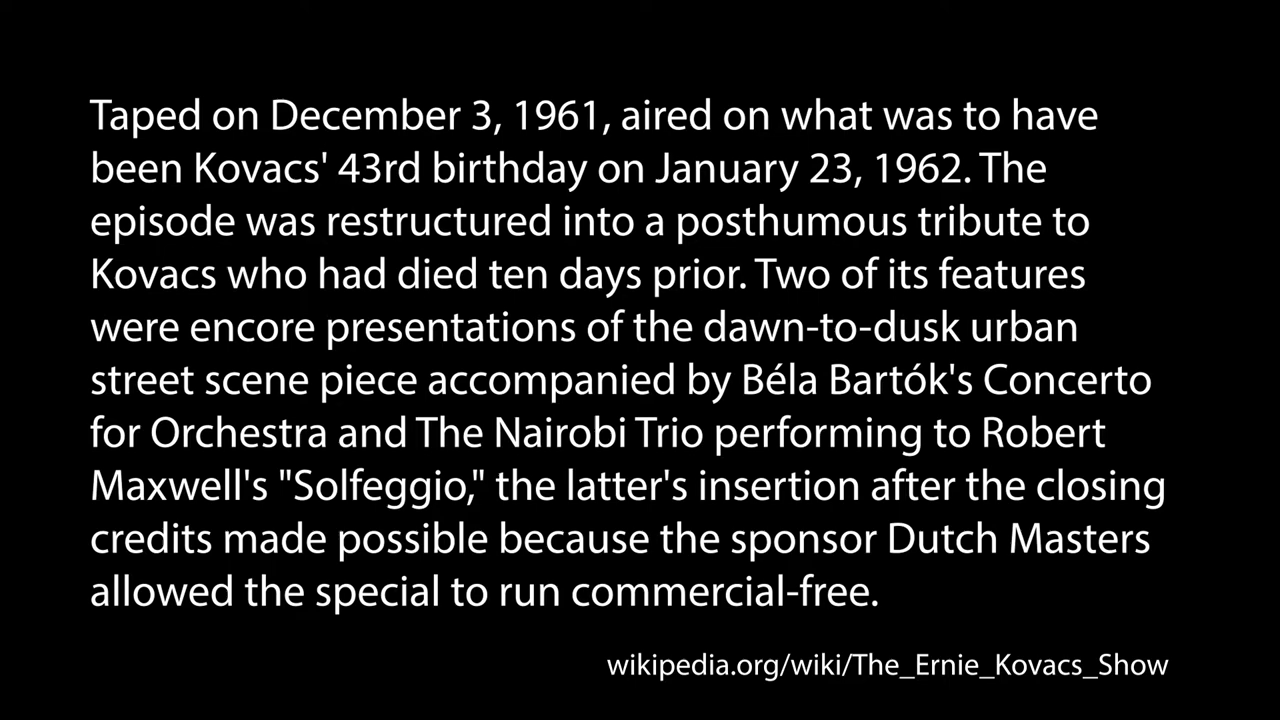 Taped on December 3, 1961, aired on what was to have
been Kovacs' 43rd birthday on January 23, 1962. The
episode was restructured into a posthumous tribute to
Kovacs who had died ten days prior. Two of its features
were encore presentations of the dawn-to-dusk urban
street scene piece accompanied by Béla Bartók's Concerto
for Orchestra and The Nairobi Trio performing to Robert
Maxwell's "Solfeggio," the latter's insertion after the closing
credits made possible because the sponsor Dutch Masters
allowed the special to run commercial-free.
wikipedia.org/wiki/The_Ernie_Kovacs_Show